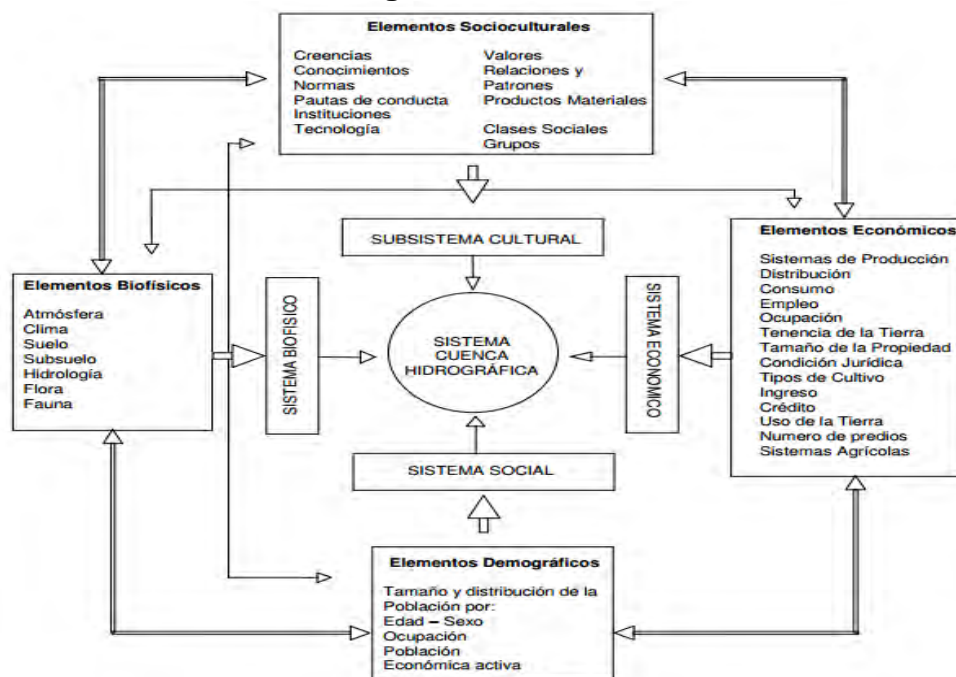 Elementos Socioculturales
Creencias
Conocimientos
Normas
Pautas de conducta
Instituciones
Tecnología
Valores
Relaciones y
Patrones
Productos Materiales
Clases Sociales
Grupos
SUBSISTEMA CULTURAL
Elementos Biofísicos
Atmósfera
Clima
Suelo
Subsuelo
Hidrología
Flora
Fauna
SISTEMA BIOFISICO
SISTEMA
CUENCA
HIDROGRÁFICA
SISTEMA ECONOMICO
Elementos Económicos
Sistemas de Producción
Distribución
Consumo
Empleo
Ocupación
Tenencia de la Tierra
Tamaño de la Propiedad
Condición Jurídica
Tipos de Cultivo
Ingreso
Crédito
Uso de la Tierra
Numero de predios
Sistemas Agrícolas
SISTEMA SOCIAL
Elementos Demográficos
Tamaño y distribución de la
Población por:
Edad – Sexo
Ocupación
Población
Económica activa